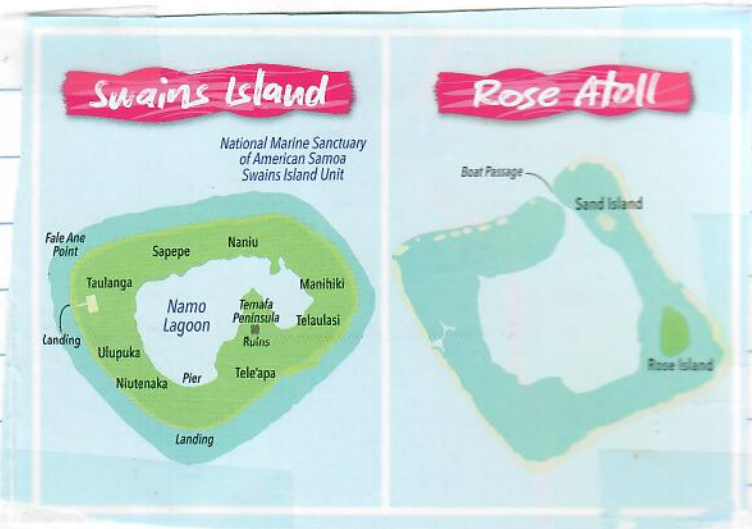 Swains Island
National Marine Sanctuary
of American Samoa
Swains Island Unit
Fale Ane
Point
Sapepe
Naniu
Taulanga
Manihiki
Namo
Lagoon
Temafa
Peninsula
Telaulasi
Ruins
Landing
Ulupuka
Niutenaka
Pier
Tele'apa
Landing
Rose Atoll
Boat Passage
Sand Island
Rose Island